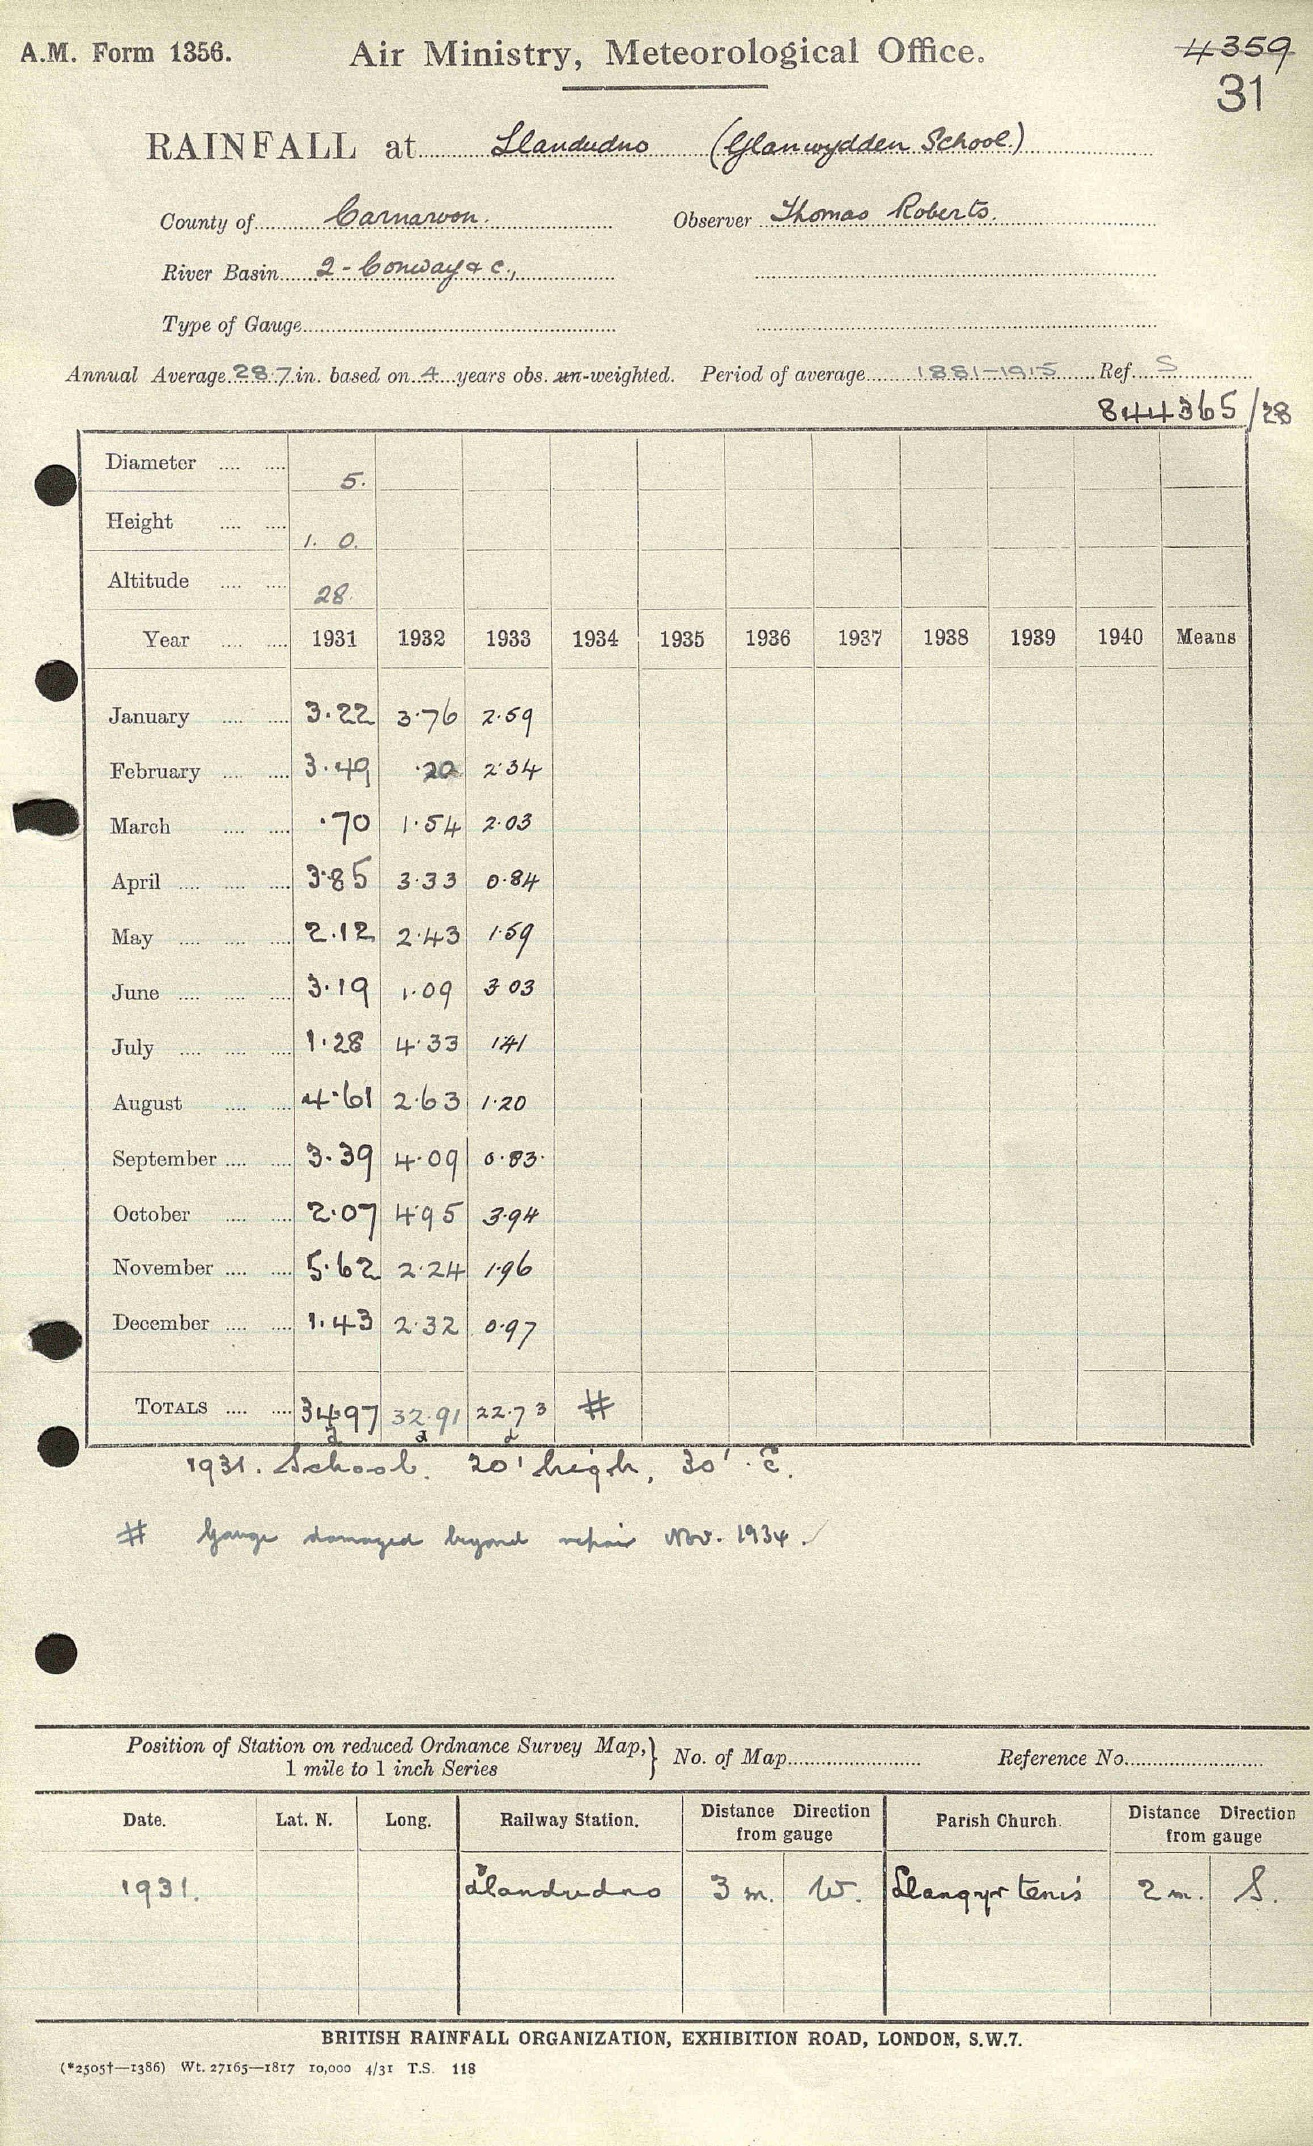 A.M. Form 1356. Air Ministry, Meteorological Office. 4359
31
RAINFALL at Llandudno (Glanwydden School.)
County of Carnarvon. Observer Thomas Roberts.
River Basin 2 - Conway & c.,
Type of Gauge
Annual Average 28.7 in. based on 4 years obs. un-weighted. Period of average 1881-1915 Ref. S
844365/28
Diameter .... .... 5.
Height .... .... 1. 0.
Altitude .... .... 28.
Year .... .... 1931 1932 1933 1934 1935 1936 1937 1938 1939 1940 Means
January .... .... 3.22 3.76 2.59
February .... .... 3.49 .20 2.34
March .... .... .70 1.54 2.03
April .... .... .... 3.85 3.33 0.84
May .... .... .... 2.12 2.43 1.59
June .... .... .... 3.19 1.09 3.03
July .... .... .... 1.28 4.33 1.41
August .... .... 4.61 2.63 1.20
September .... .... 3.39 4.09 0.83.
October .... .... 2.07 4.95 3.94
November .... .... 5.62 2.24 1.96
December .... .... 1.43 2.32 0.97
TOTALS .... .... 34.97 32.91 22.73 #
d d d
1931. School. 20' high, 30' . E.
# Gauge damaged beyond repair Nov. 1934.
Position of Station on reduced Ordnance Survey Map,} No. of Map Reference No.
1 mile to 1 inch Series
Date. Lat. N. Long. Railway Station. Distance Direction Parish Church. Distance Direction
from gauge from gauge
1931. Llandudno 3 m. W. Llangystenis 2 m. S.
BRITISH RAINFALL ORGANIZATION, EXHIBITION ROAD, LONDON, S.W.7.
(*2505†—1386) Wt. 27165—1817 10,000 4/31 T.S. 118